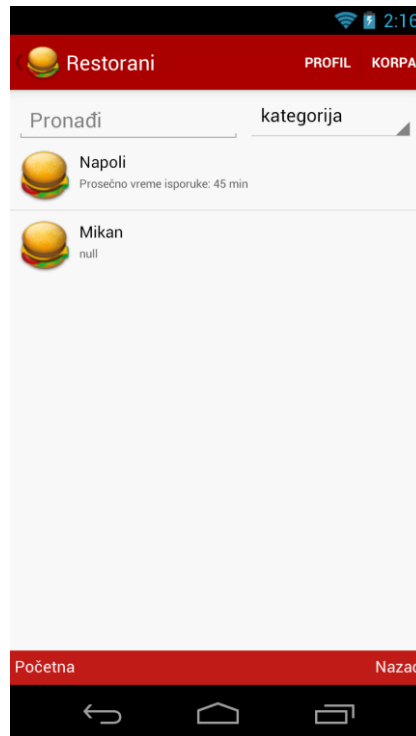 2:16
Restorani PROFIL KORPA
Pronađi kategorija
Napoli
Prosečno vreme isporuke: 45 min
Mikan
null
Početna Nazad